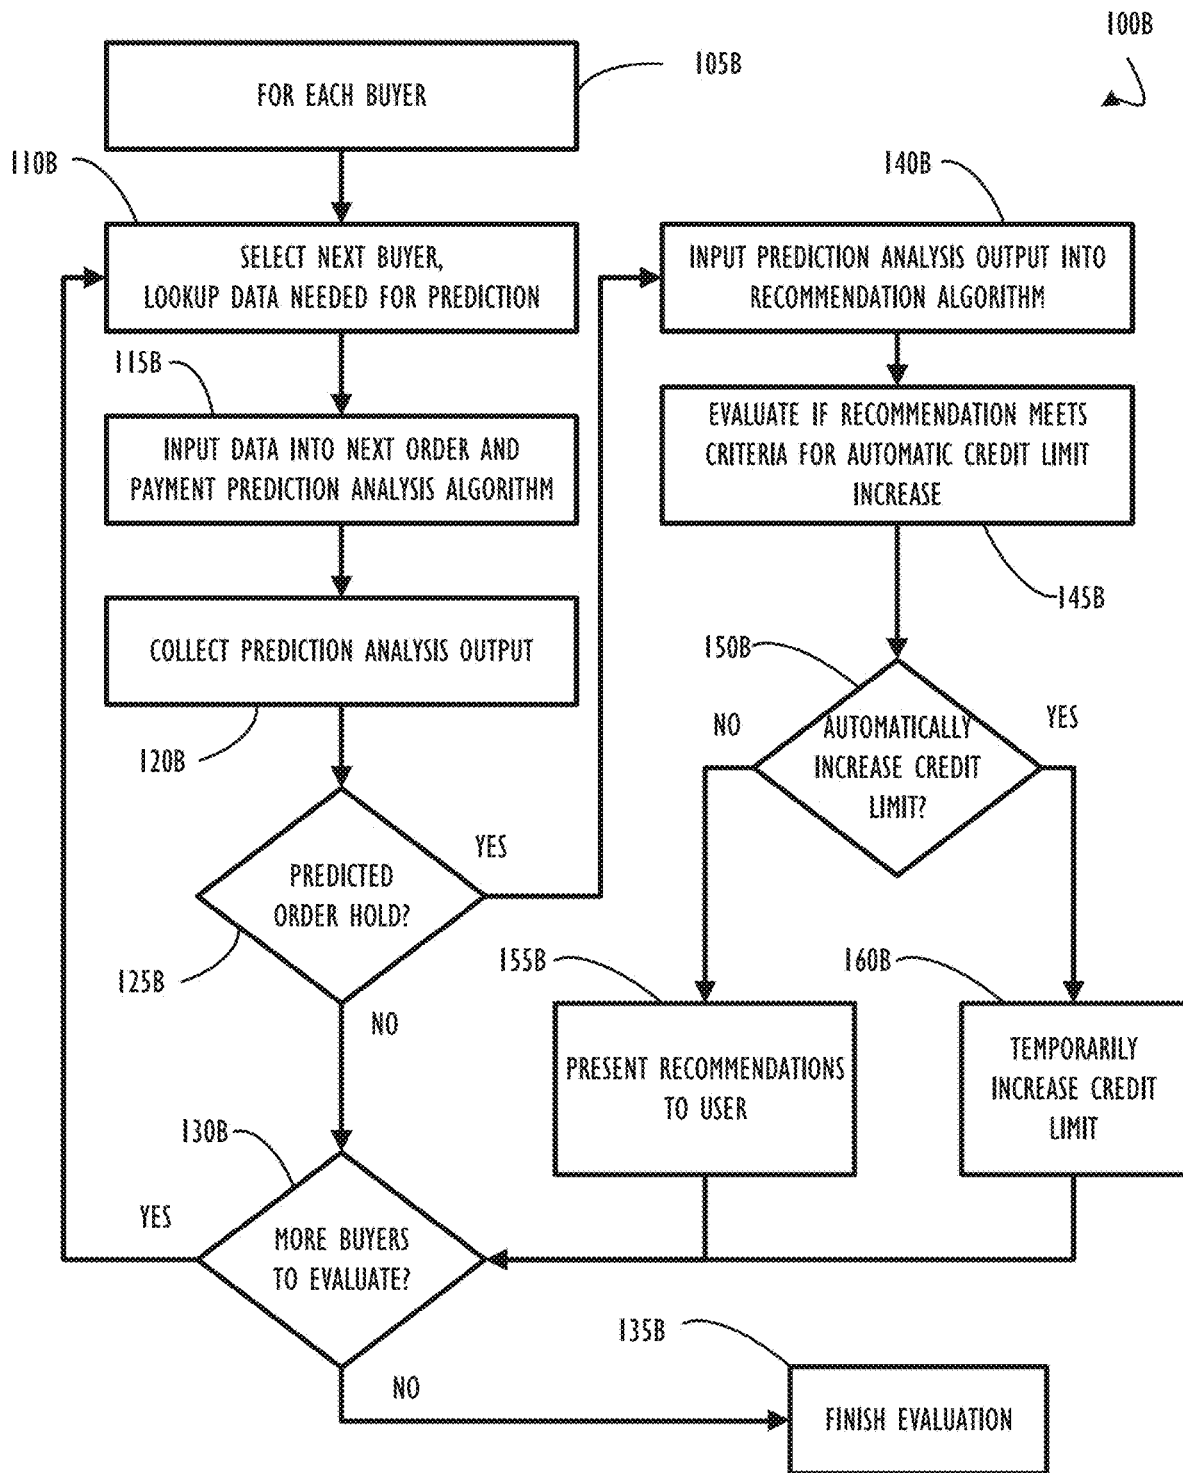 100B
105B
FOR EACH BUYER
110B
SELECT NEXT BUYER,
LOOKUP DATA NEEDED FOR PREDICTION
115B
INPUT DATA INTO NEXT ORDER AND
PAYMENT PREDICTION ANALYSIS ALGORITHM
COLLECT PREDICTION ANALYSIS OUTPUT
120B
PREDICTED
ORDER HOLD?
YES
125B
NO
130B
YES
MORE BUYERS
TO EVALUATE?
NO
135B
FINISH EVALUATION
140B
INPUT PREDICTION ANALYSIS OUTPUT INTO
RECOMMENDATION ALGORITHM
EVALUATE IF RECOMMENDATION MEETS
CRITERIA FOR AUTOMATIC CREDIT LIMIT
INCREASE
145B
150B
NO
YES
AUTOMATICALLY
INCREASE CREDIT
LIMIT?
155B
PRESENT RECOMMENDATIONS
TO USER
160B
TEMPORARILY
INCREASE CREDIT
LIMIT